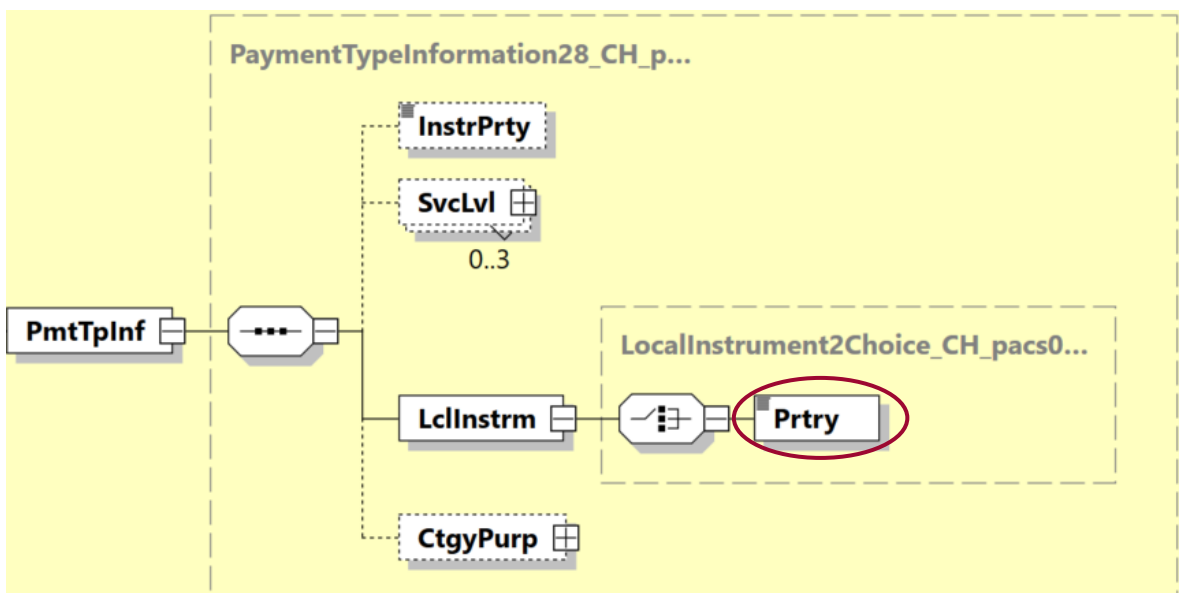 PaymentTypeInformation28_CH_p...
InstrPrty
SvcLvl
0..3
PmtTpInf
LocalInstrument2Choice_CH_pacs0...
LclInstrm
Prtry
CtgyPurp